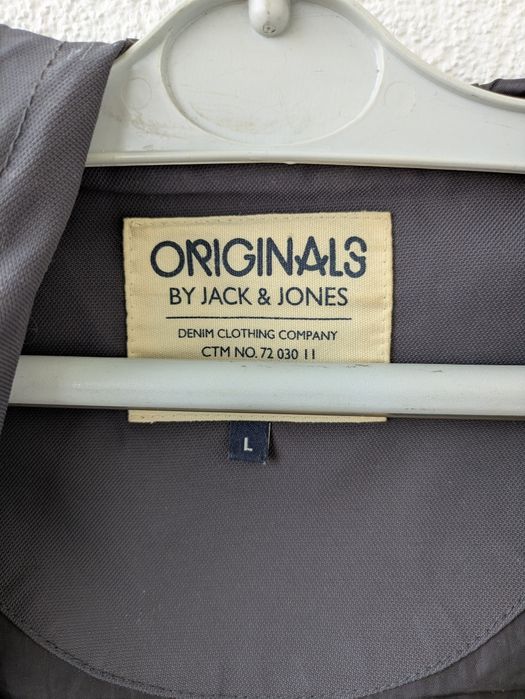 ORIGINALS
BY JACK & JONES
DENIM CLOTHING COMPANY
CTM NO. 72 030 11
L